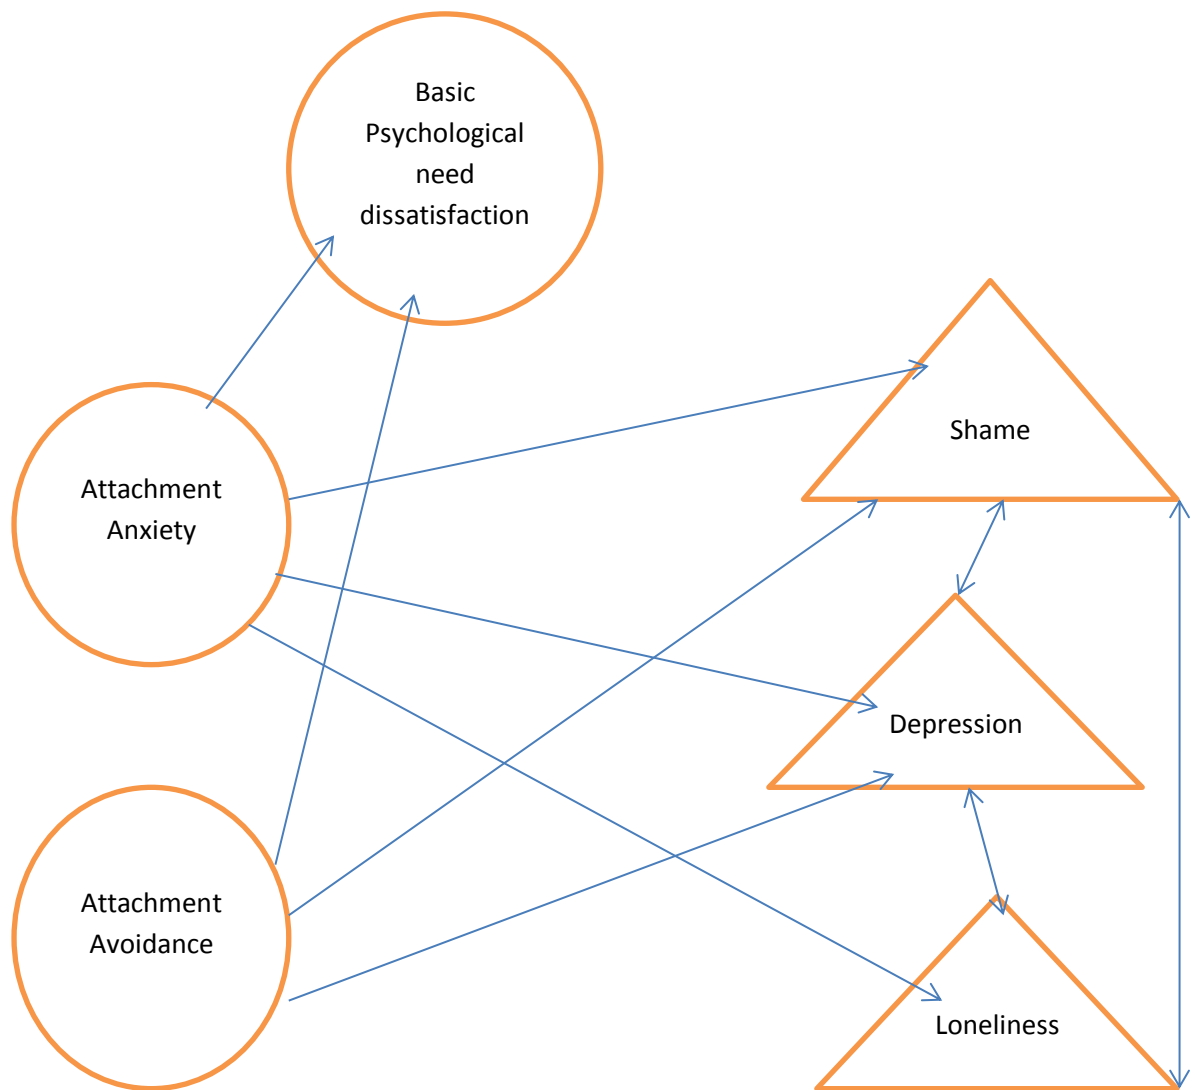 Basic
Psychological
need
dissatisfaction
Shame
Attachment
Anxiety
Depression
Attachment
Avoidance
Loneliness